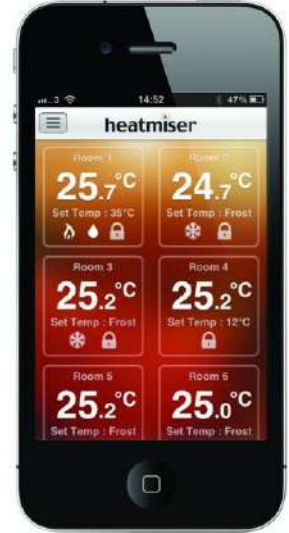 14:52
47%
heatmiser
Room 1
Room 2
25.7°C
24.7°C
Set Temp : 35°C
Set Temp : Frost
Room 3
Room 4
25.2°C
25.2°C
Set Temp : Frost
Set Temp : 12°C
Room 5
Room 6
25.2°C
25.0°C
Set Temp : Frost
Set Temp : Frost